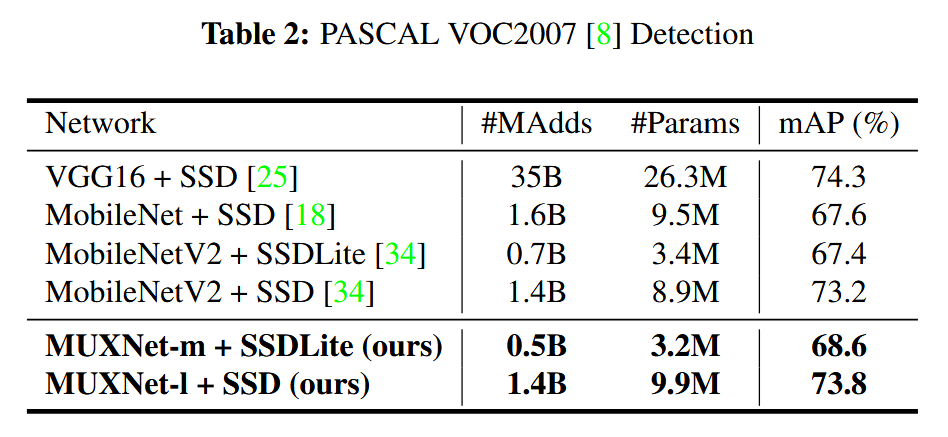 Table 2: PASCAL VOC2007 [8] Detection
Network #MAdds #Params mAP (%)
VGG16 + SSD [25] 35B 26.3M 74.3
MobileNet + SSD [18] 1.6B 9.5M 67.6
MobileNetV2 + SSDLite [34] 0.7B 3.4M 67.4
MobileNetV2 + SSD [34] 1.4B 8.9M 73.2
MUXNet-m + SSDLite (ours) 0.5B 3.2M 68.6
MUXNet-l + SSD (ours) 1.4B 9.9M 73.8